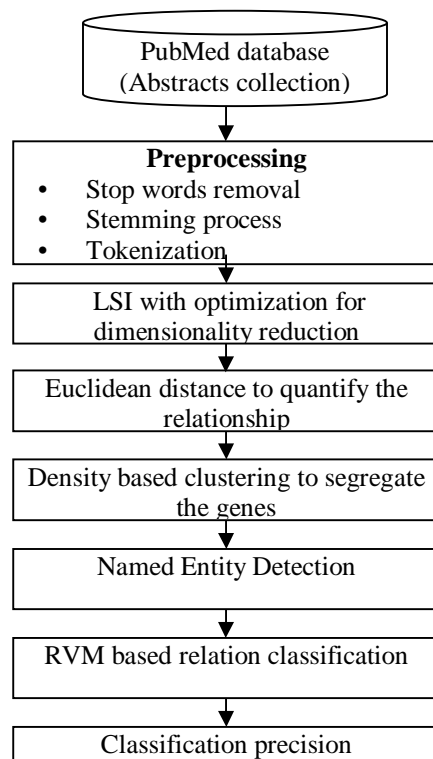 PubMed database
(Abstracts collection)
Preprocessing
• Stop words removal
• Stemming process
• Tokenization
LSI with optimization for
dimensionality reduction
Euclidean distance to quantify the
relationship
Density based clustering to segregate
the genes
Named Entity Detection
RVM based relation classification
Classification precision